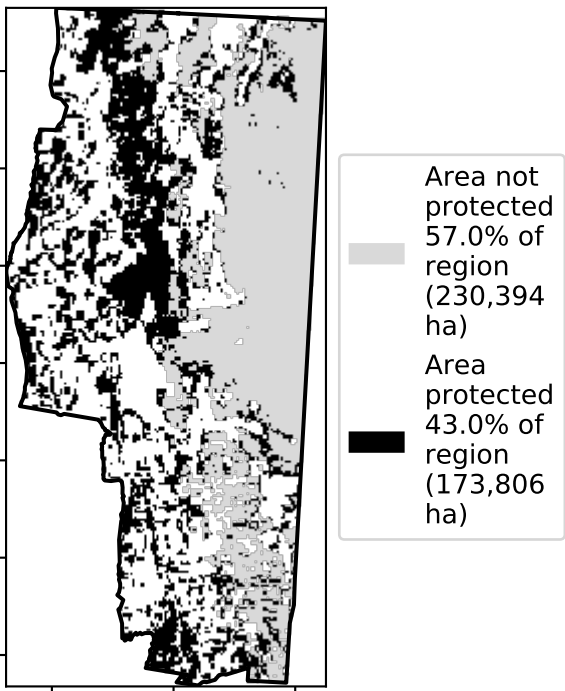 Area not
protected
57.0% of
region
(230,394
ha)
Area
protected
43.0% of
region
(173,806
ha)